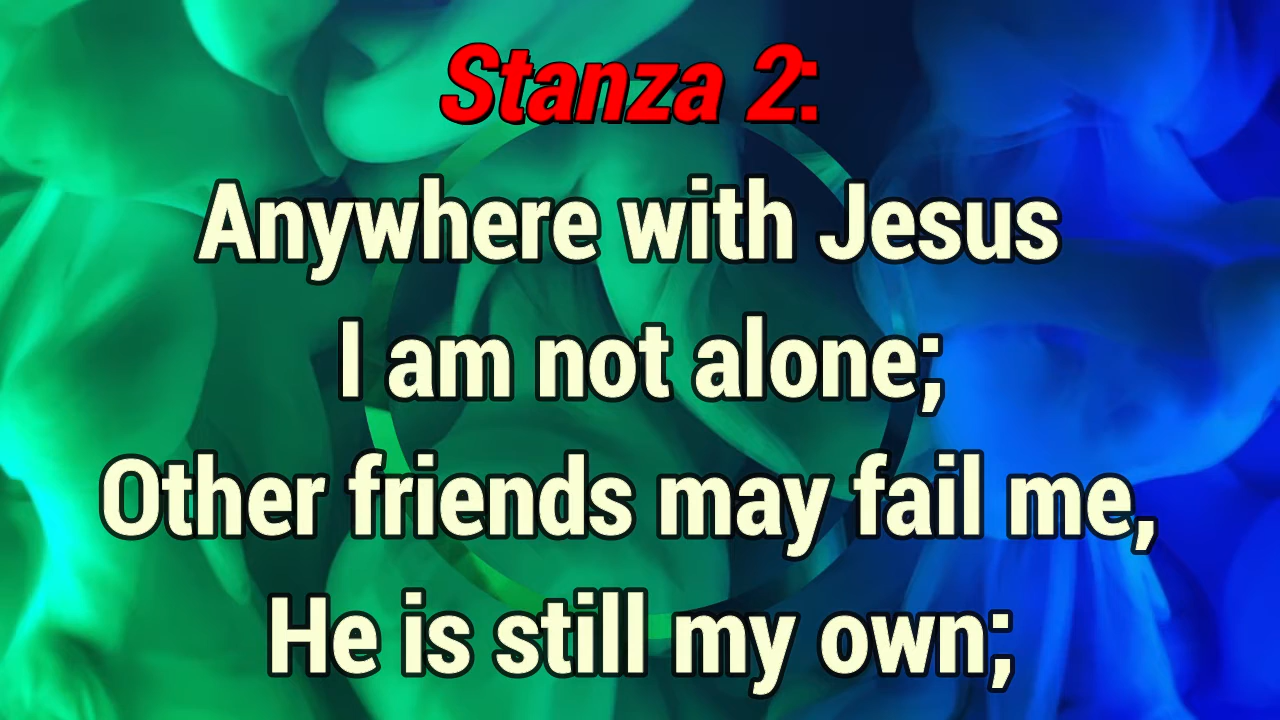 Stanza 2:
Anywhere with Jesus
I am not alone;
Other friends may fail me,
He is still my own;